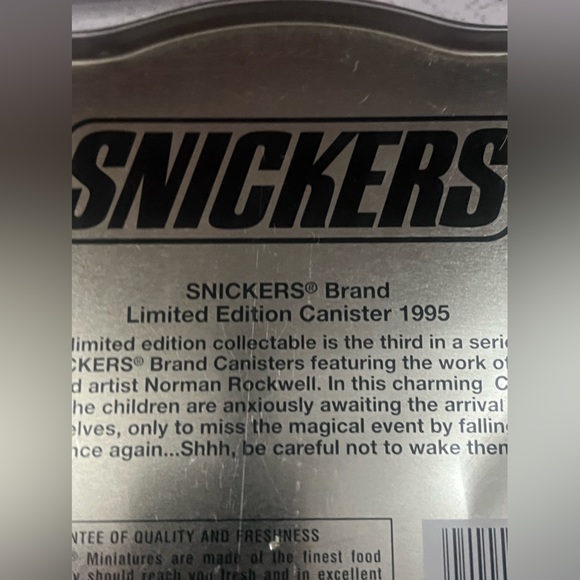 SNICKERS
SNICKERS® Brand
Limited Edition Canister 1995
limited edition collectable is the third in a seri
CKERS® Brand Canisters featuring the work of
d artist Norman Rockwell. In this charming C
he children are anxiously awaiting the arrival
elves, only to miss the magical event by fallin
nce again...Shhh, be careful not to wake them
NTEE OF QUALITY AND FRESHNESS
® Miniatures are made of the finest food
y should reach you fresh and in excellent